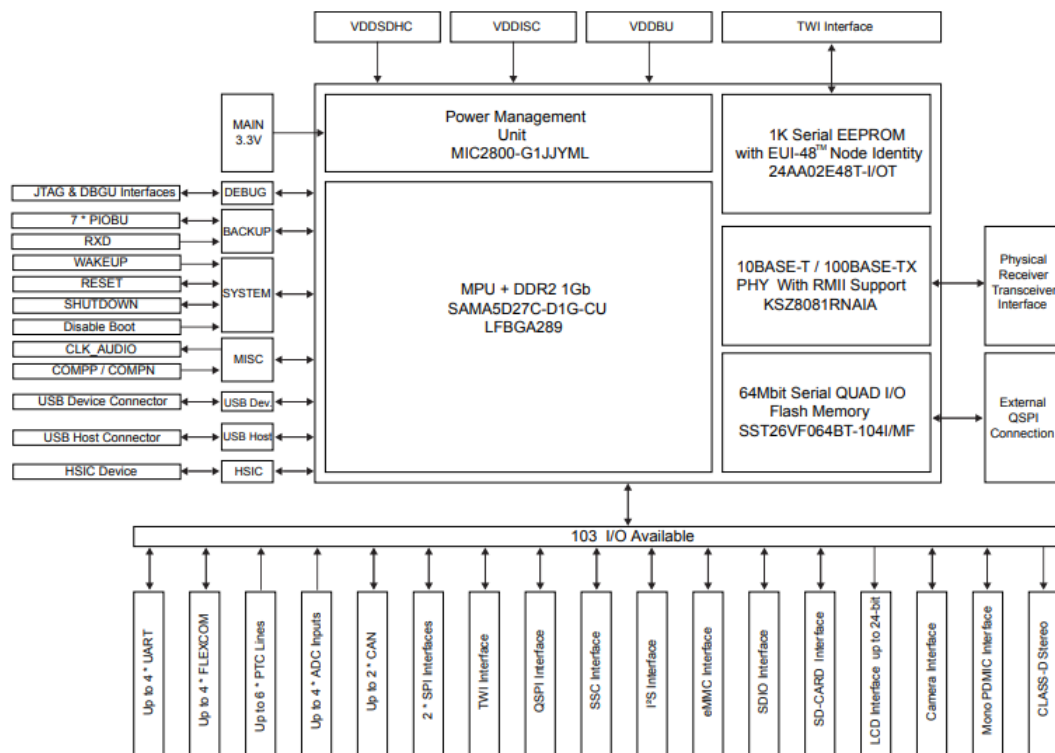 VDDSDHC
VDDISC
VDDBU
TWI Interface
MAIN
3.3V
Power Management
Unit
MIC2800-G1JJYML
1K Serial EEPROM
with EUI-48™ Node Identity
24AA02E48T-I/OT
JTAG & DBGU Interfaces
DEBUG
7 * PIOBU
RXD
BACKUP
WAKEUP
RESET
SHUTDOWN
Disable Boot
SYSTEM
CLK_AUDIO
COMPP / COMPN
MISC
USB Device Connector
USB Dev.
USB Host Connector
USB Host
HSIC Device
HSIC
MPU + DDR2 1Gb
SAMA5D27C-D1G-CU
LFBGA289
10BASE-T / 100BASE-TX
PHY With RMII Support
KSZ8081RNAIA
Physical
Receiver
Transceiver
Interface
64Mbit Serial QUAD I/O
Flash Memory
SST26VF064BT-104I/MF
External
QSPI
Connection
103 I/O Available
Up to 4 * UART
Up to 4 * FLEXCOM
Up to 6 * PTC Lines
Up to 4 * ADC Inputs
Up to 2 * CAN
2 * SPI Interfaces
TWI Interface
QSPI Interface
SSC Interface
I²S Interface
eMMC Interface
SDIO Interface
SD-CARD Interface
LCD Interface up to 24-bit
Camera Interface
Mono PDMIC Interface
CLASS-D Stereo